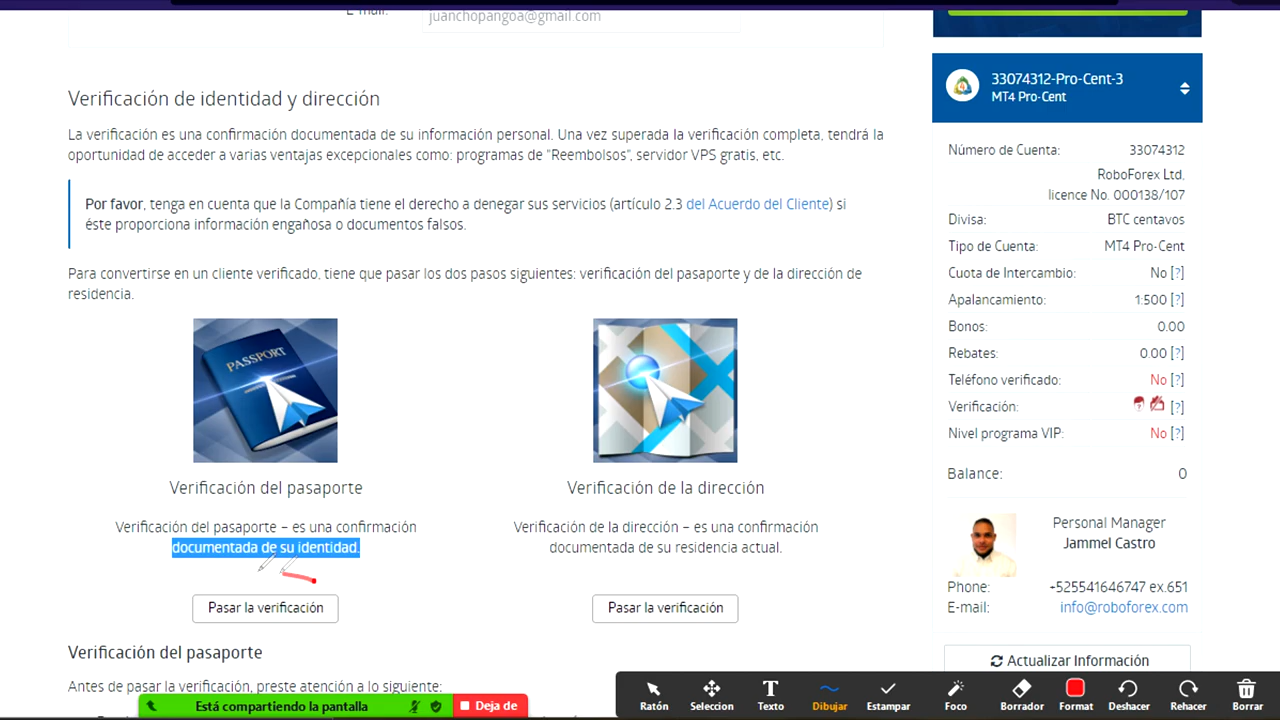 E-mail:
juanchopangoa@gmail.com
Verificación de identidad y dirección
La verificación es una confirmación documentada de su información personal. Una vez superada la verificación completa, tendrá la
oportunidad de acceder a varias ventajas excepcionales como: programas de "Reembolsos", servidor VPS gratis, etc.
Por favor, tenga en cuenta que la Compañía tiene el derecho a denegar sus servicios (artículo 2.3 del Acuerdo del Cliente) si
éste proporciona información engañosa o documentos falsos.
Para convertirse en un cliente verificado, tiene que pasar los dos pasos siguientes: verificación del pasaporte y de la dirección de
residencia.
PASSPORT
Verificación del pasaporte
Verificación del pasaporte – es una confirmación
documentada de su identidad.
Pasar la verificación
Verificación de la dirección
Verificación de la dirección – es una confirmación
documentada de su residencia actual.
Pasar la verificación
Verificación del pasaporte
Antes de pasar la verificación, preste atención a lo siguiente:
33074312-Pro-Cent-3
MT4 Pro-Cent
Número de Cuenta: 33074312
RoboForex Ltd,
licence No. 000138/107
Divisa: BTC centavos
Tipo de Cuenta: MT4 Pro-Cent
Cuota de Intercambio: No [?]
Apalancamiento: 1:500 [?]
Bonos: 0.00
Rebates: 0.00 [?]
Teléfono verificado: No [?]
Verificación: [?]
Nivel programa VIP: No [?]
Balance: 0
Personal Manager
Jammel Castro
Phone: +525541646747 ex.651
E-mail: info@roboforex.com
Actualizar Información
Está compartiendo la pantalla
Deja de
Ratón
Seleccion
Texto
Dibujar
Estampar
Foco
Borrador
Format
Deshacer
Rehacer
Borrar